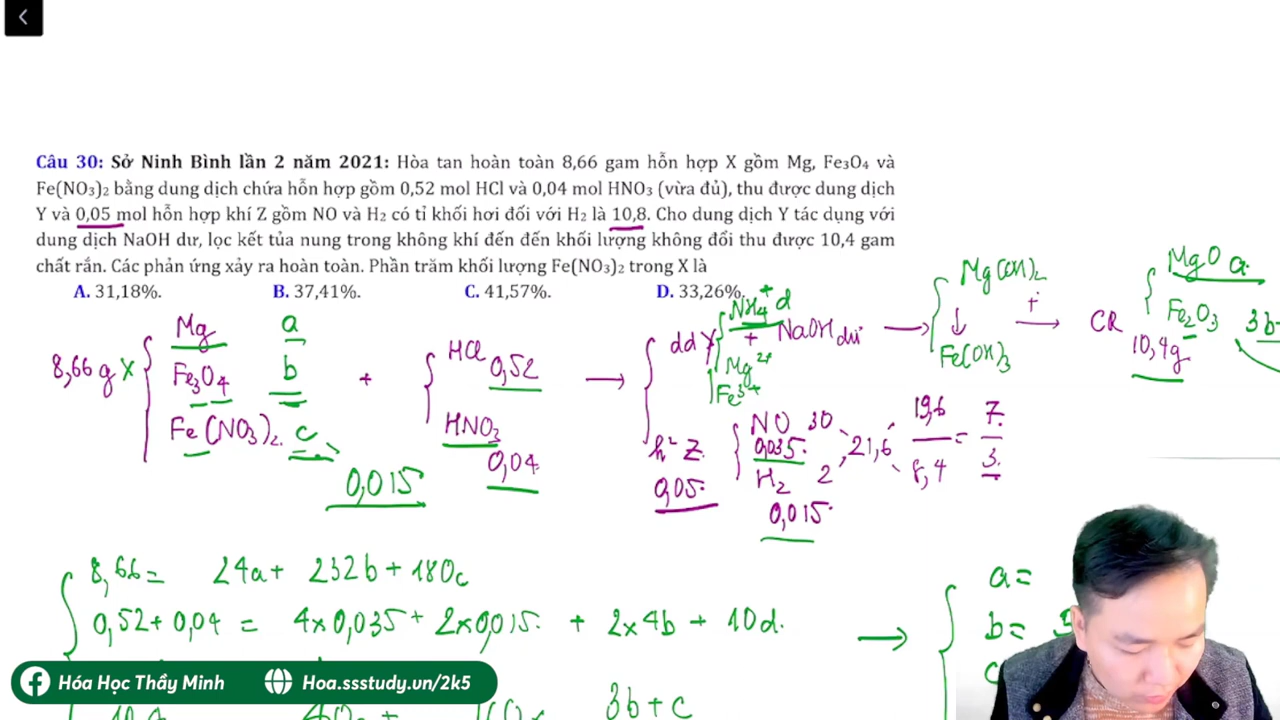 Câu 30: Sở Ninh Bình lần 2 năm 2021: Hòa tan hoàn toàn 8,66 gam hỗn hợp X gồm Mg, Fe₃O₄ và
Fe(NO₃)₂ bằng dung dịch chứa hỗn hợp gồm 0,52 mol HCl và 0,04 mol HNO₃ (vừa đủ), thu được dung dịch
Y và 0,05 mol hỗn hợp khí Z gồm NO và H₂ có tỉ khối hơi đối với H₂ là 10,8. Cho dung dịch Y tác dụng với
dung dịch NaOH dư, lọc kết tủa nung trong không khí đến đến khối lượng không đổi thu được 10,4 gam
chất rắn. Các phản ứng xảy ra hoàn toàn. Phần trăm khối lượng Fe(NO₃)₂ trong X là
A. 31,18%. B. 37,41%. C. 41,57%. D. 33,26%.
8,66 g X
Mg a
Fe₃O₄ b
Fe(NO₃)₂ c
0,015
+
HCl 0,52
HNO₃
0,04
dd Y
NH₄⁺ d
Mg²⁺
Fe³⁺
+ NaOH dư
Mg(OH)₂
Fe(OH)₃
CR
10,4g
MgO a
Fe₂O₃ 3b
h² Z
0,05
NO 30
0,035
H₂ 2
0,015
21,6
19,6
8,4
=
7
3
8,66 = 24a + 232b + 180c
0,52 + 0,04 = 4x0,035 + 2x0,015 + 2x4b + 10d
3b + c
a =
b =
c
Hóa Học Thầy Minh
Hoa.ssstudy.vn/2k5